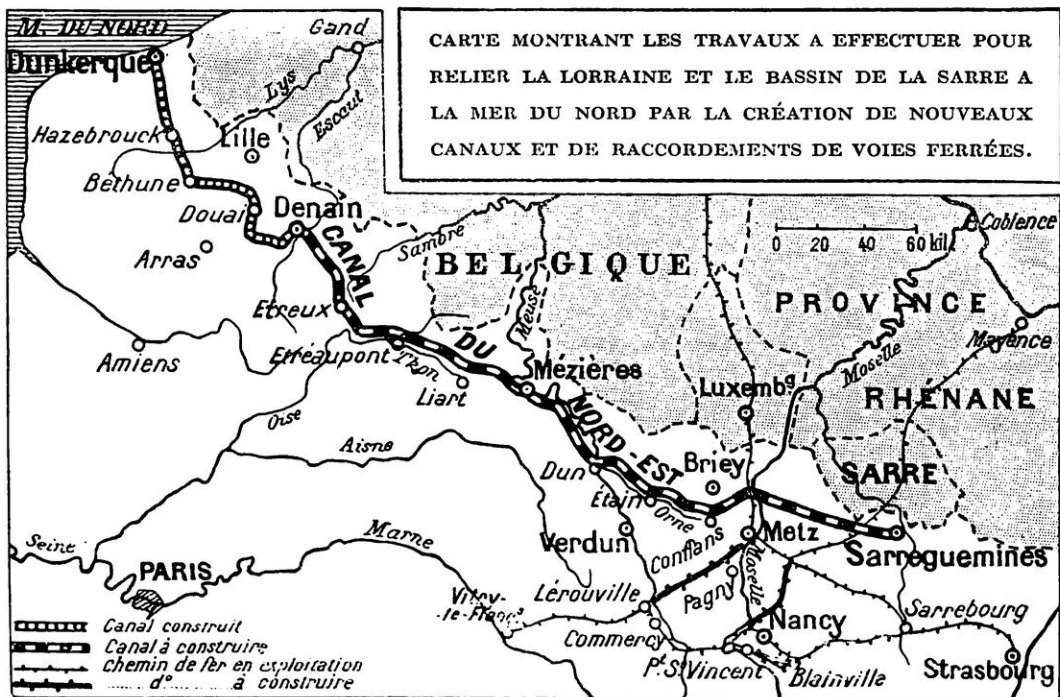 CARTE MONTRANT LES TRAVAUX A EFFECTUER POUR
RELIER LA LORRAINE ET LE BASSIN DE LA SARRE A
LA MER DU NORD PAR LA CRÉATION DE NOUVEAUX
CANAUX ET DE RACCORDEMENTS DE VOIES FERRÉES.
M. DU NORD
Dunkerque
Gand
Lys
Escaut
Hazebrouck
Lille
Bethune
Douai
Denain
Arras
Sambre
CANAL DU NORD-EST
BELGIQUE
Meuse
0 20 40 60 kil.
Coblence
PROVINCE
RHÉNANE
Mayence
Moselle
Etreux
Amiens
Effréaupont
Thon
Liart
Mézières
Luxembg
Oise
Aisne
Dun
Briey
SARRE
Étain
Orne
Verdun
Conflans
Metz
Sarreguemines
Seine
PARIS
Marne
Vitry-le-Françs
Lérouville
Pagny
Moselle
Commercy
Nancy
Sarrebourg
Pt. S. Vincent
Blainville
Strasbourg
Canal construit
Canal à construire
Chemin de fer en exploitation
d° à construire